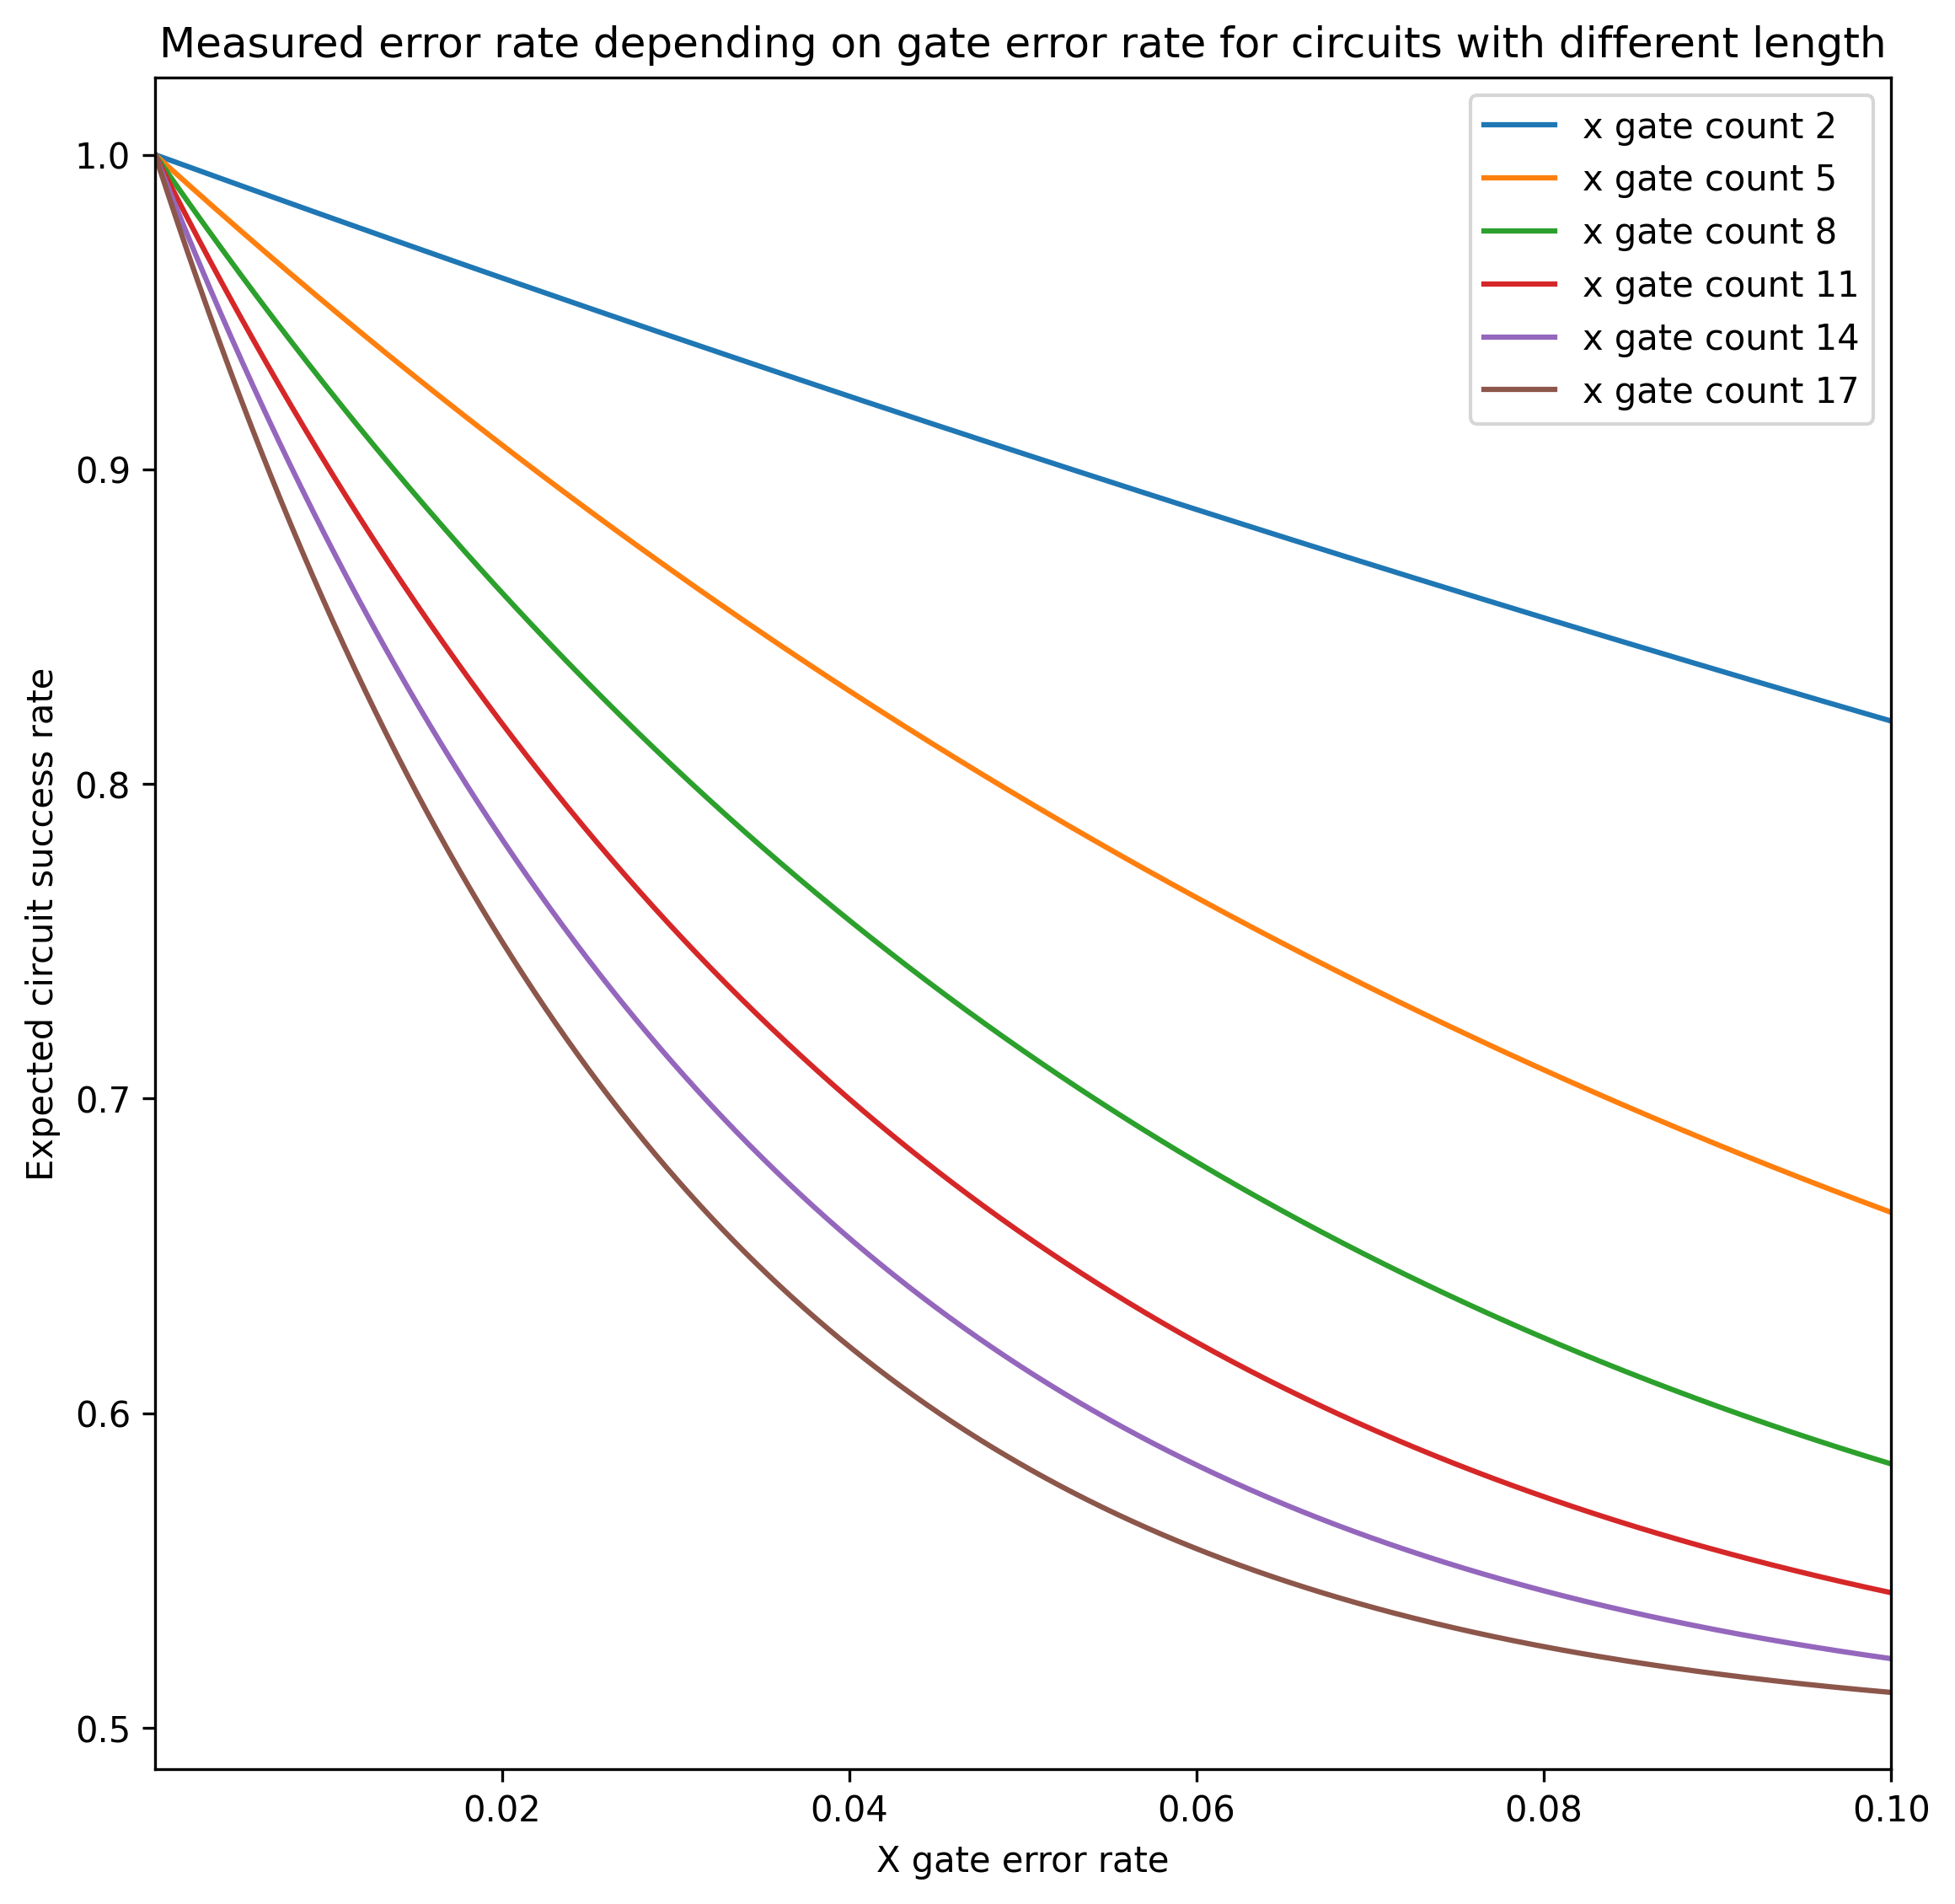 Measured error rate depending on gate error rate for circuits with different length
x gate count 2
x gate count 5
x gate count 8
x gate count 11
x gate count 14
x gate count 17
Expected circuit success rate
1.0
0.9
0.8
0.7
0.6
0.5
0.02
0.04
0.06
0.08
0.10
X gate error rate